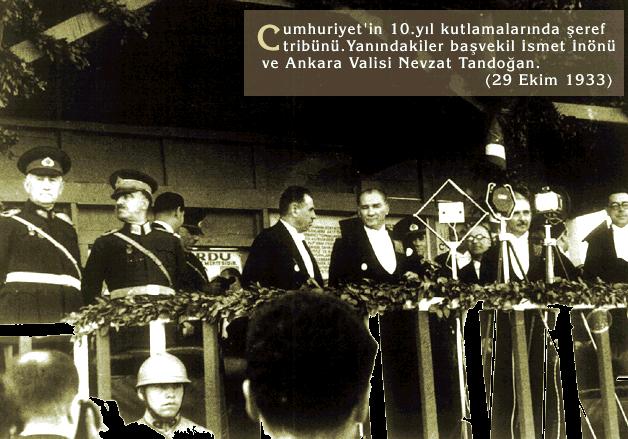 Cumhuriyet'in 10.yıl kutlamalarında şeref
tribünü.Yanındakiler başvekil Ismet İnönü
ve Ankara Valisi Nevzat Tandoğan.
(29 Ekim 1933)
ORDU